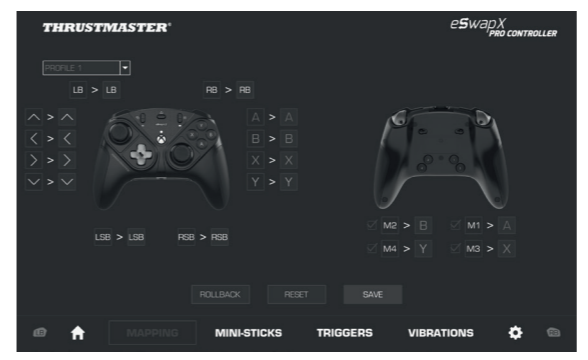 THRUSTMASTER®
eSwapX
PRO CONTROLLER
PROFILE 1
LB > LB
RB > RB
A > A
B > B
X > X
Y > Y
LSB > LSB
RSB > RSB
M2 > B
M1 > A
M4 > Y
M3 > X
ROLLBACK
RESET
SAVE
MAPPING
MINI-STICKS
TRIGGERS
VIBRATIONS